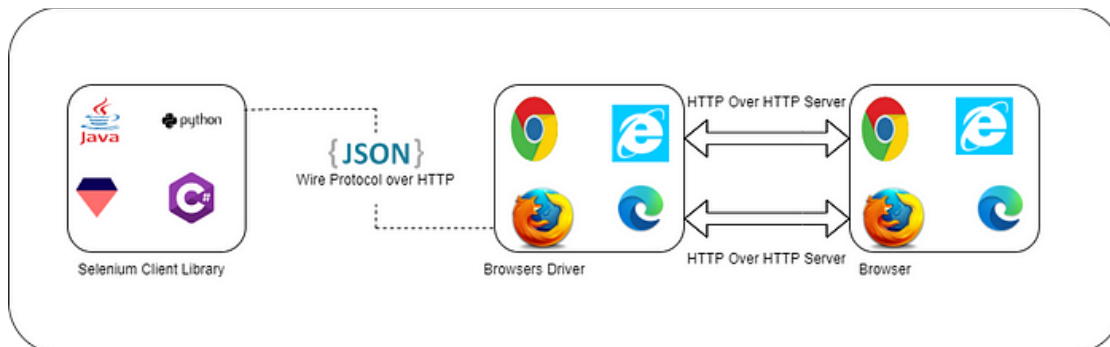 Java
python
C#
Selenium Client Library
{JSON}
Wire Protocol over HTTP
Browsers Driver
HTTP Over HTTP Server
HTTP Over HTTP Server
Browser